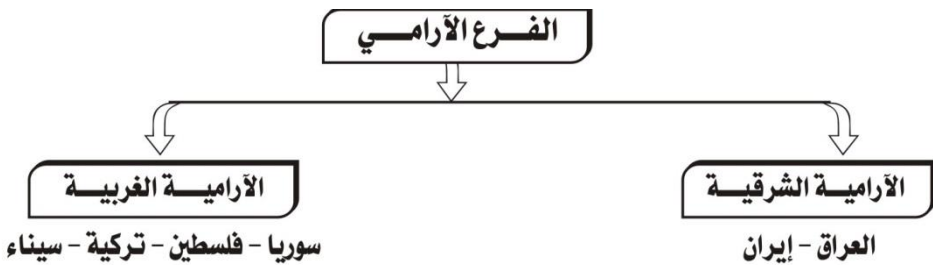 الفرع الآرامي
الآرامية الشرقية
العراق - إيران
الآرامية الغربية
سوريا - فلسطين - تركية - سيناء